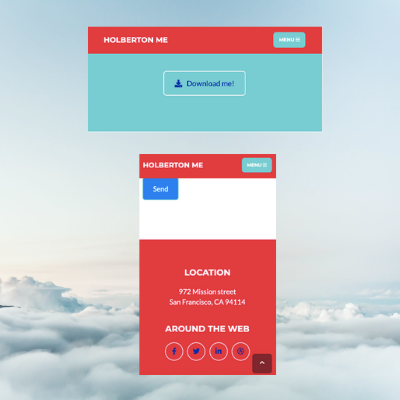 HOLBERTON ME
MENU
Download me!
HOLBERTON ME
MENU
Send
LOCATION
972 Mission street
San Francisco, CA 94114
AROUND THE WEB